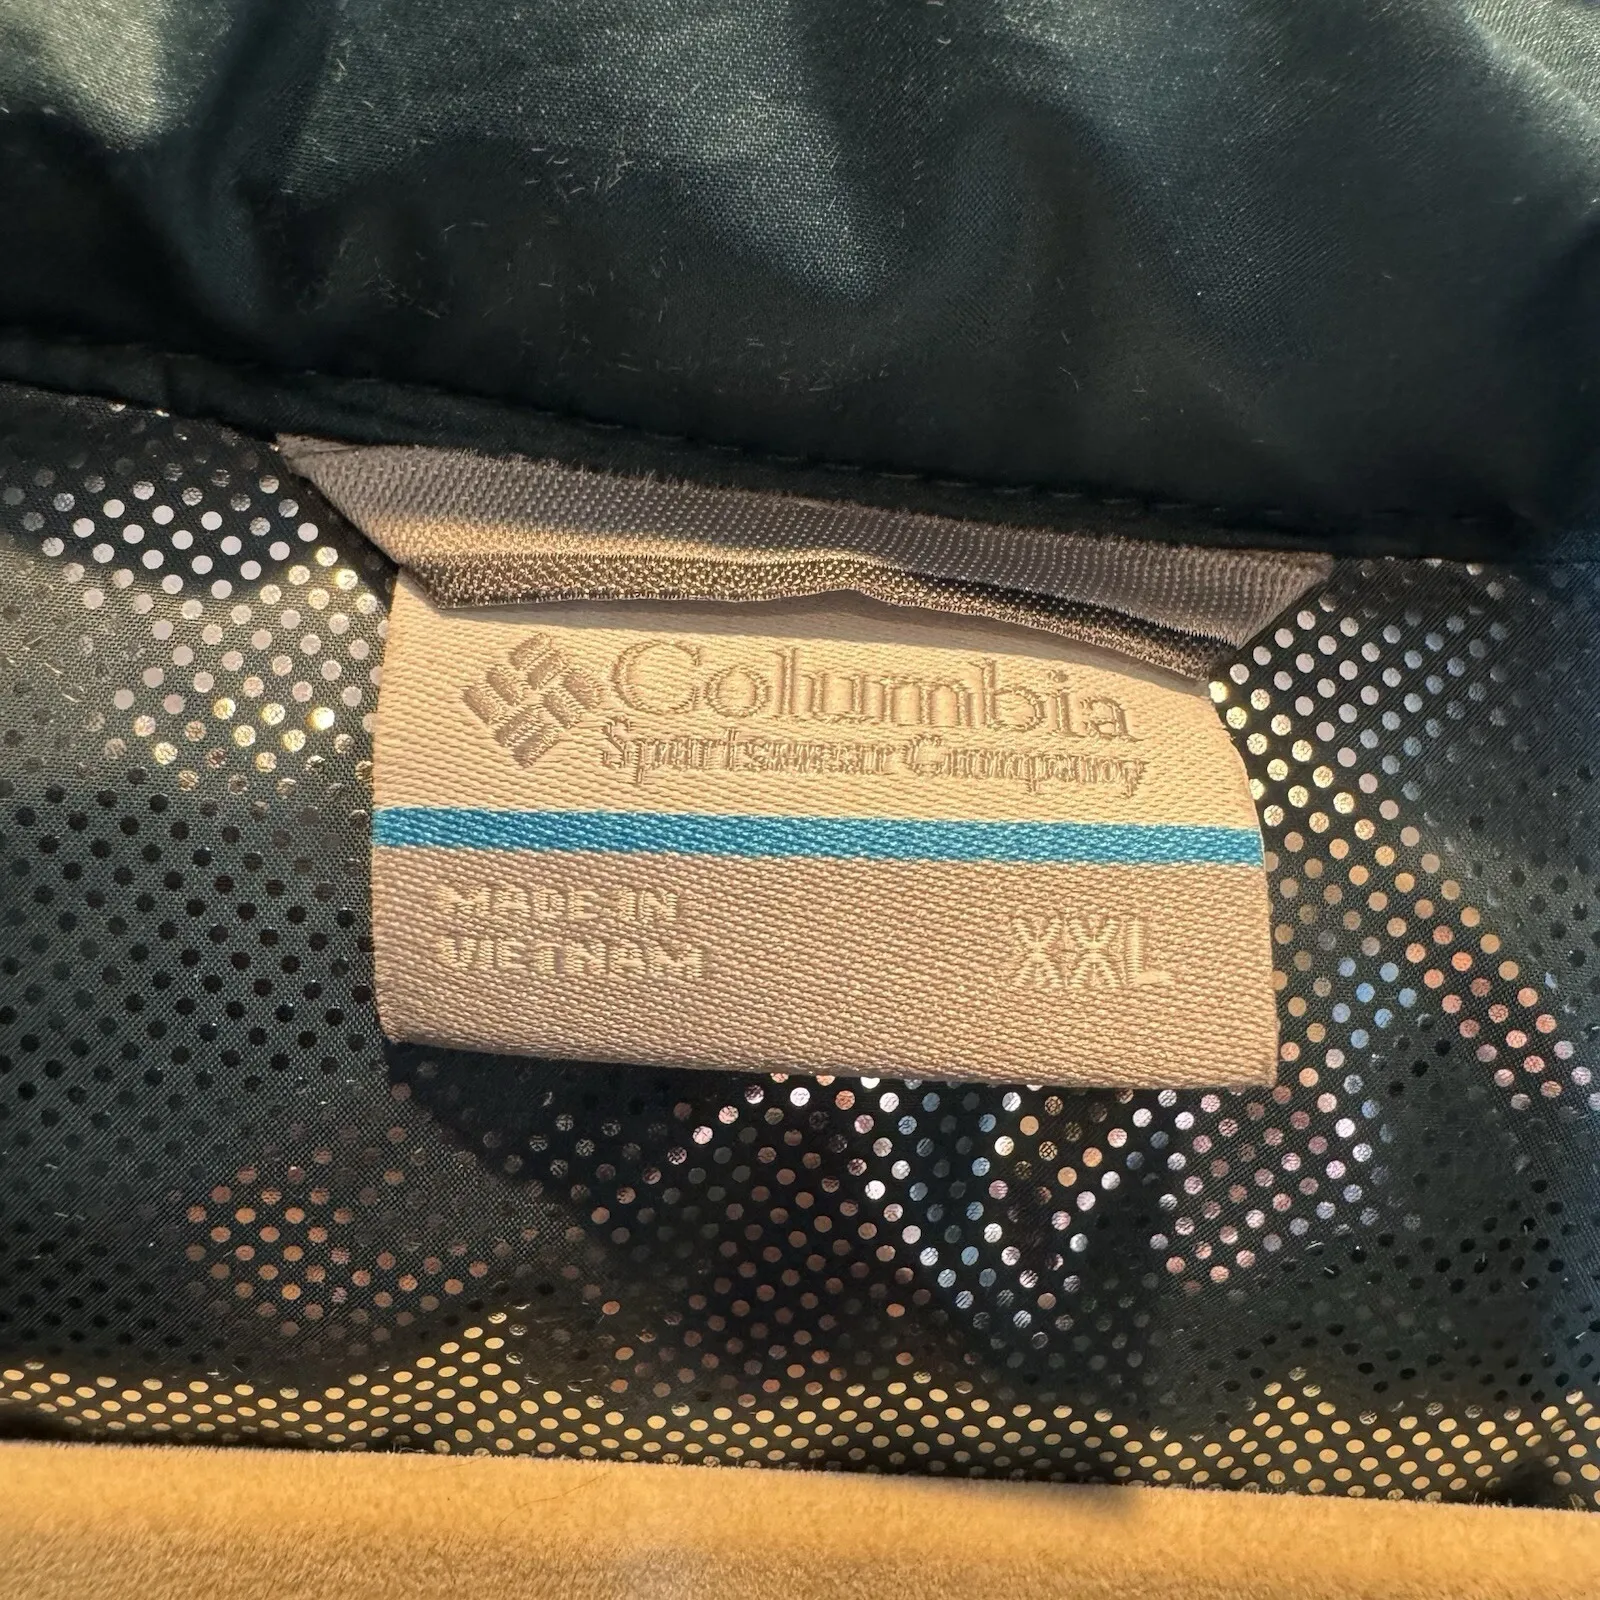 Columbia
Sportswear Company
MADE IN
VIETNAM
XXL